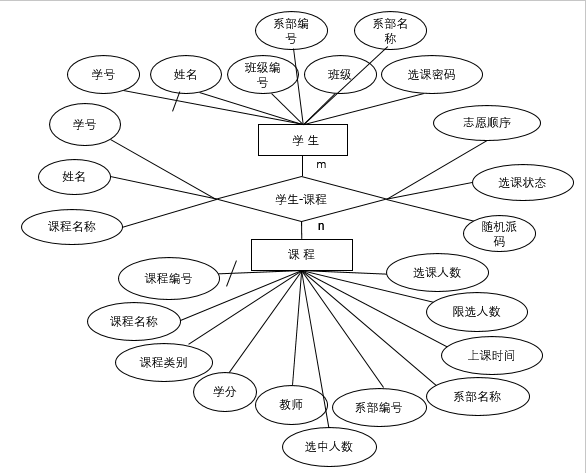 系部编
号
系部名
称
学号
姓名
班级编
号
班级
选课密码
学号
志愿顺序
学 生
m
姓名
选课状态
学生-课程
课程名称
n
随机派
码
课 程
课程编号
选课人数
课程名称
限选人数
课程类别
上课时间
学分
教师
系部编号
系部名称
选中人数